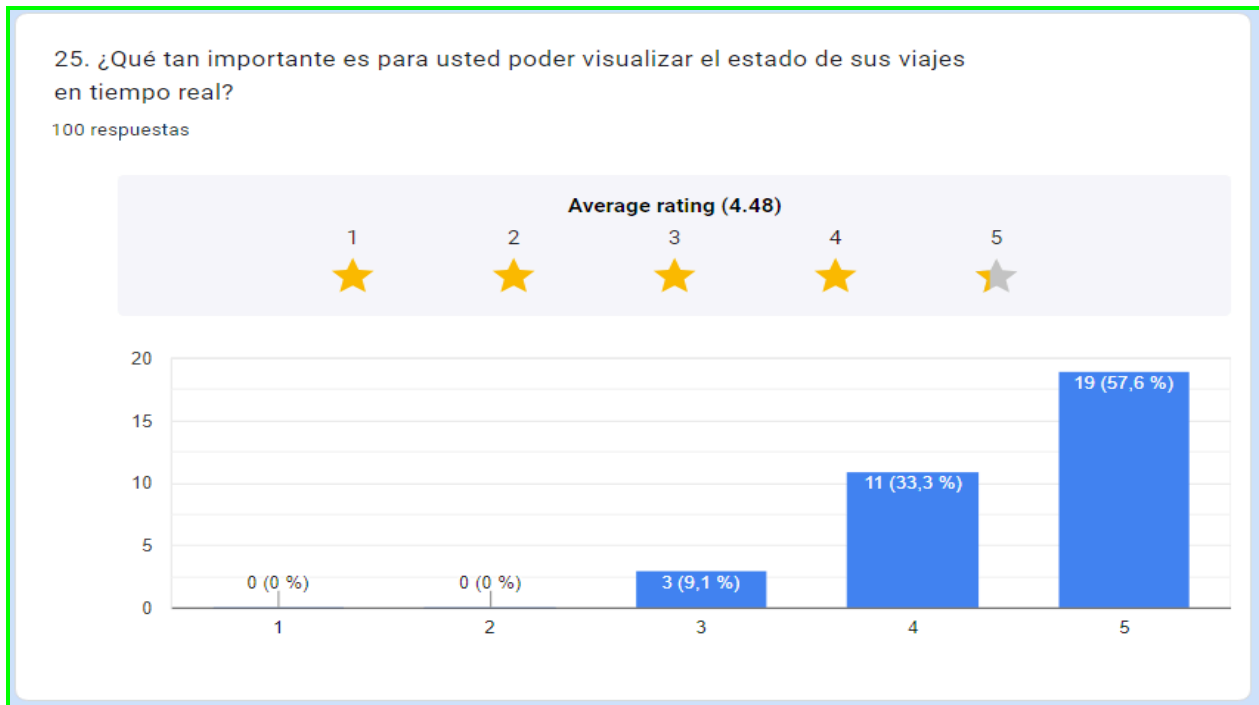 25. ¿Qué tan importante es para usted poder visualizar el estado de sus viajes
en tiempo real?
100 respuestas
Average rating (4.48)
1 2 3 4 5
20
19 (57,6 %)
15
10
11 (33,3 %)
5
0 (0 %) 0 (0 %) 3 (9,1 %)
0
1 2 3 4 5